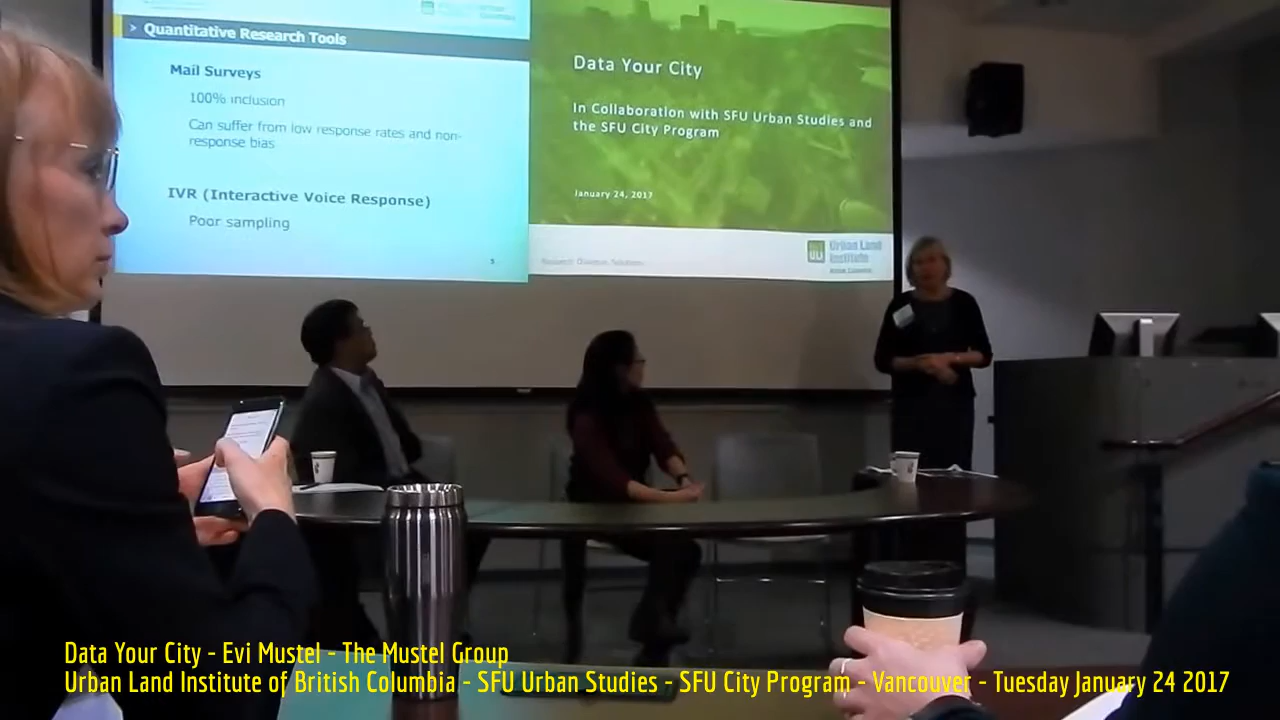 > Quantitative Research Tools
Mail Surveys
100% inclusion
Can suffer from low response rates and non-
response bias
IVR (Interactive Voice Response)
Poor sampling
5
Data Your City
In Collaboration with SFU Urban Studies and
the SFU City Program
January 24, 2017
Urban Land
Institute
Data Your City - Evi Mustel - The Mustel Group
Urban Land Institute of British Columbia - SFU Urban Studies - SFU City Program - Vancouver - Tuesday January 24 2017